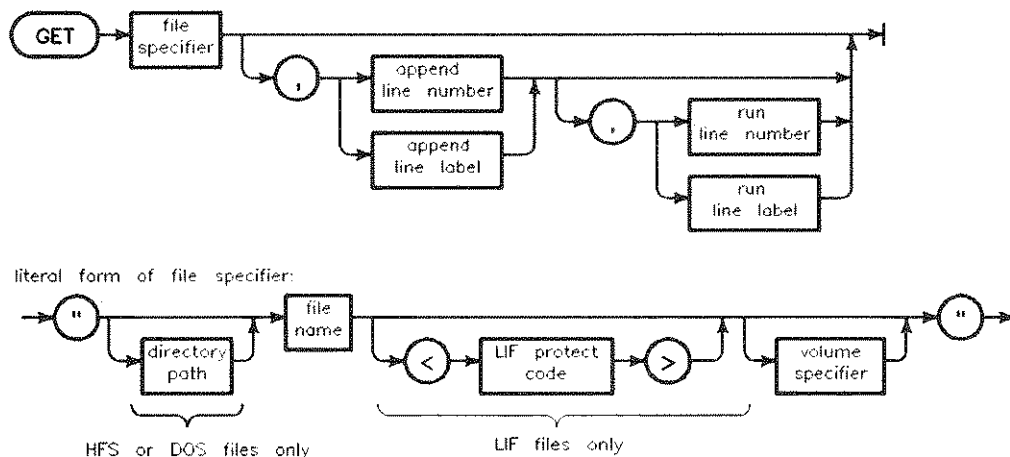 GET
file
specifier
,
append
line number
append
line label
,
run
line number
run
line label
literal form of file specifier:
"
directory
path
file
name
<
LIF protect
code
>
volume
specifier
"
HFS or DOS files only
LIF files only